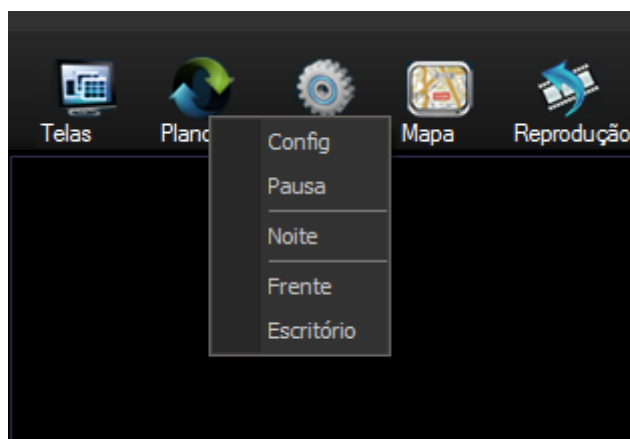 Telas
Config
Mapa
Reprodução
Pausa
Noite
Frente
Escritório